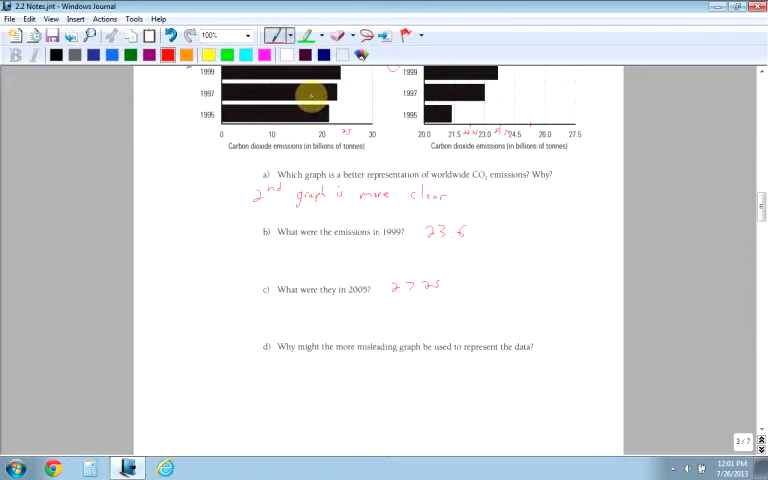 2.2 Notes.jnt - Windows Journal
File Edit View Insert Actions Tools Help
100%
B I
1999
1997
1995
0 10 20 30
25
Carbon dioxide emissions (in billions of tonnes)
1999
1997
1995
20.0 21.5 23.0 24.5 26.0 27.5
Carbon dioxide emissions (in billions of tonnes)
a) Which graph is a better representation of worldwide CO₂ emissions? Why?
2nd graph is more clear
b) What were the emissions in 1999? 23.6
c) What were they in 2005? 27 25
d) Why might the more misleading graph be used to represent the data?
3 / 7
12:01 PM
7/26/2013